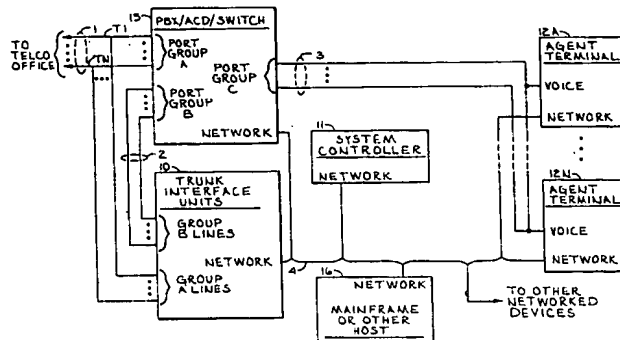 15
PBX/ACD/SWITCH
1
T1
TO
TELCO
OFFICE
TN
PORT
GROUP
A
PORT
GROUP
B
PORT
GROUP
C
NETWORK
3
12A
AGENT
TERMINAL
VOICE
NETWORK
11
SYSTEM
CONTROLLER
NETWORK
2
10
TRUNK
INTERFACE
UNITS
GROUP
B LINES
NETWORK
GROUP
A LINES
4
12N
AGENT
TERMINAL
VOICE
NETWORK
16
NETWORK
MAINFRAME
OR OTHER
HOST
TO OTHER
NETWORKED
DEVICES